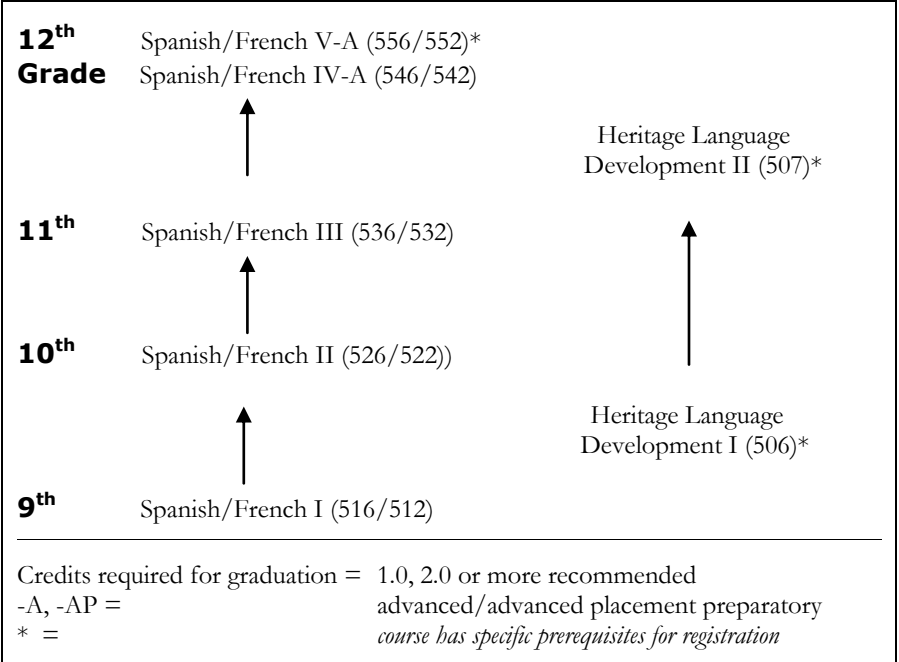 12th Spanish/French V-A (556/552)*
Grade Spanish/French IV-A (546/542)
Heritage Language
Development II (507)*
11th Spanish/French III (536/532)
10th Spanish/French II (526/522))
Heritage Language
Development I (506)*
9th Spanish/French I (516/512)
Credits required for graduation = 1.0, 2.0 or more recommended
-A, -AP = advanced/advanced placement preparatory
* = course has specific prerequisites for registration